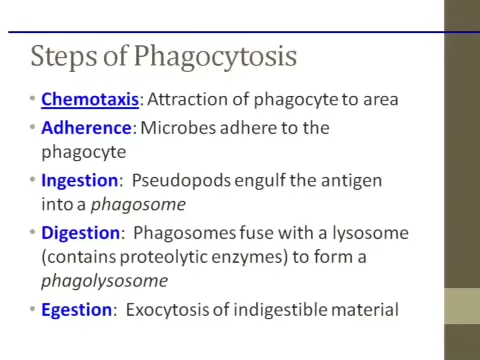 Steps of Phagocytosis
• Chemotaxis: Attraction of phagocyte to area
• Adherence: Microbes adhere to the
phagocyte
• Ingestion: Pseudopods engulf the antigen
into a phagosome
• Digestion: Phagosomes fuse with a lysosome
(contains proteolytic enzymes) to form a
phagolysosome
• Egestion: Exocytosis of indigestible material